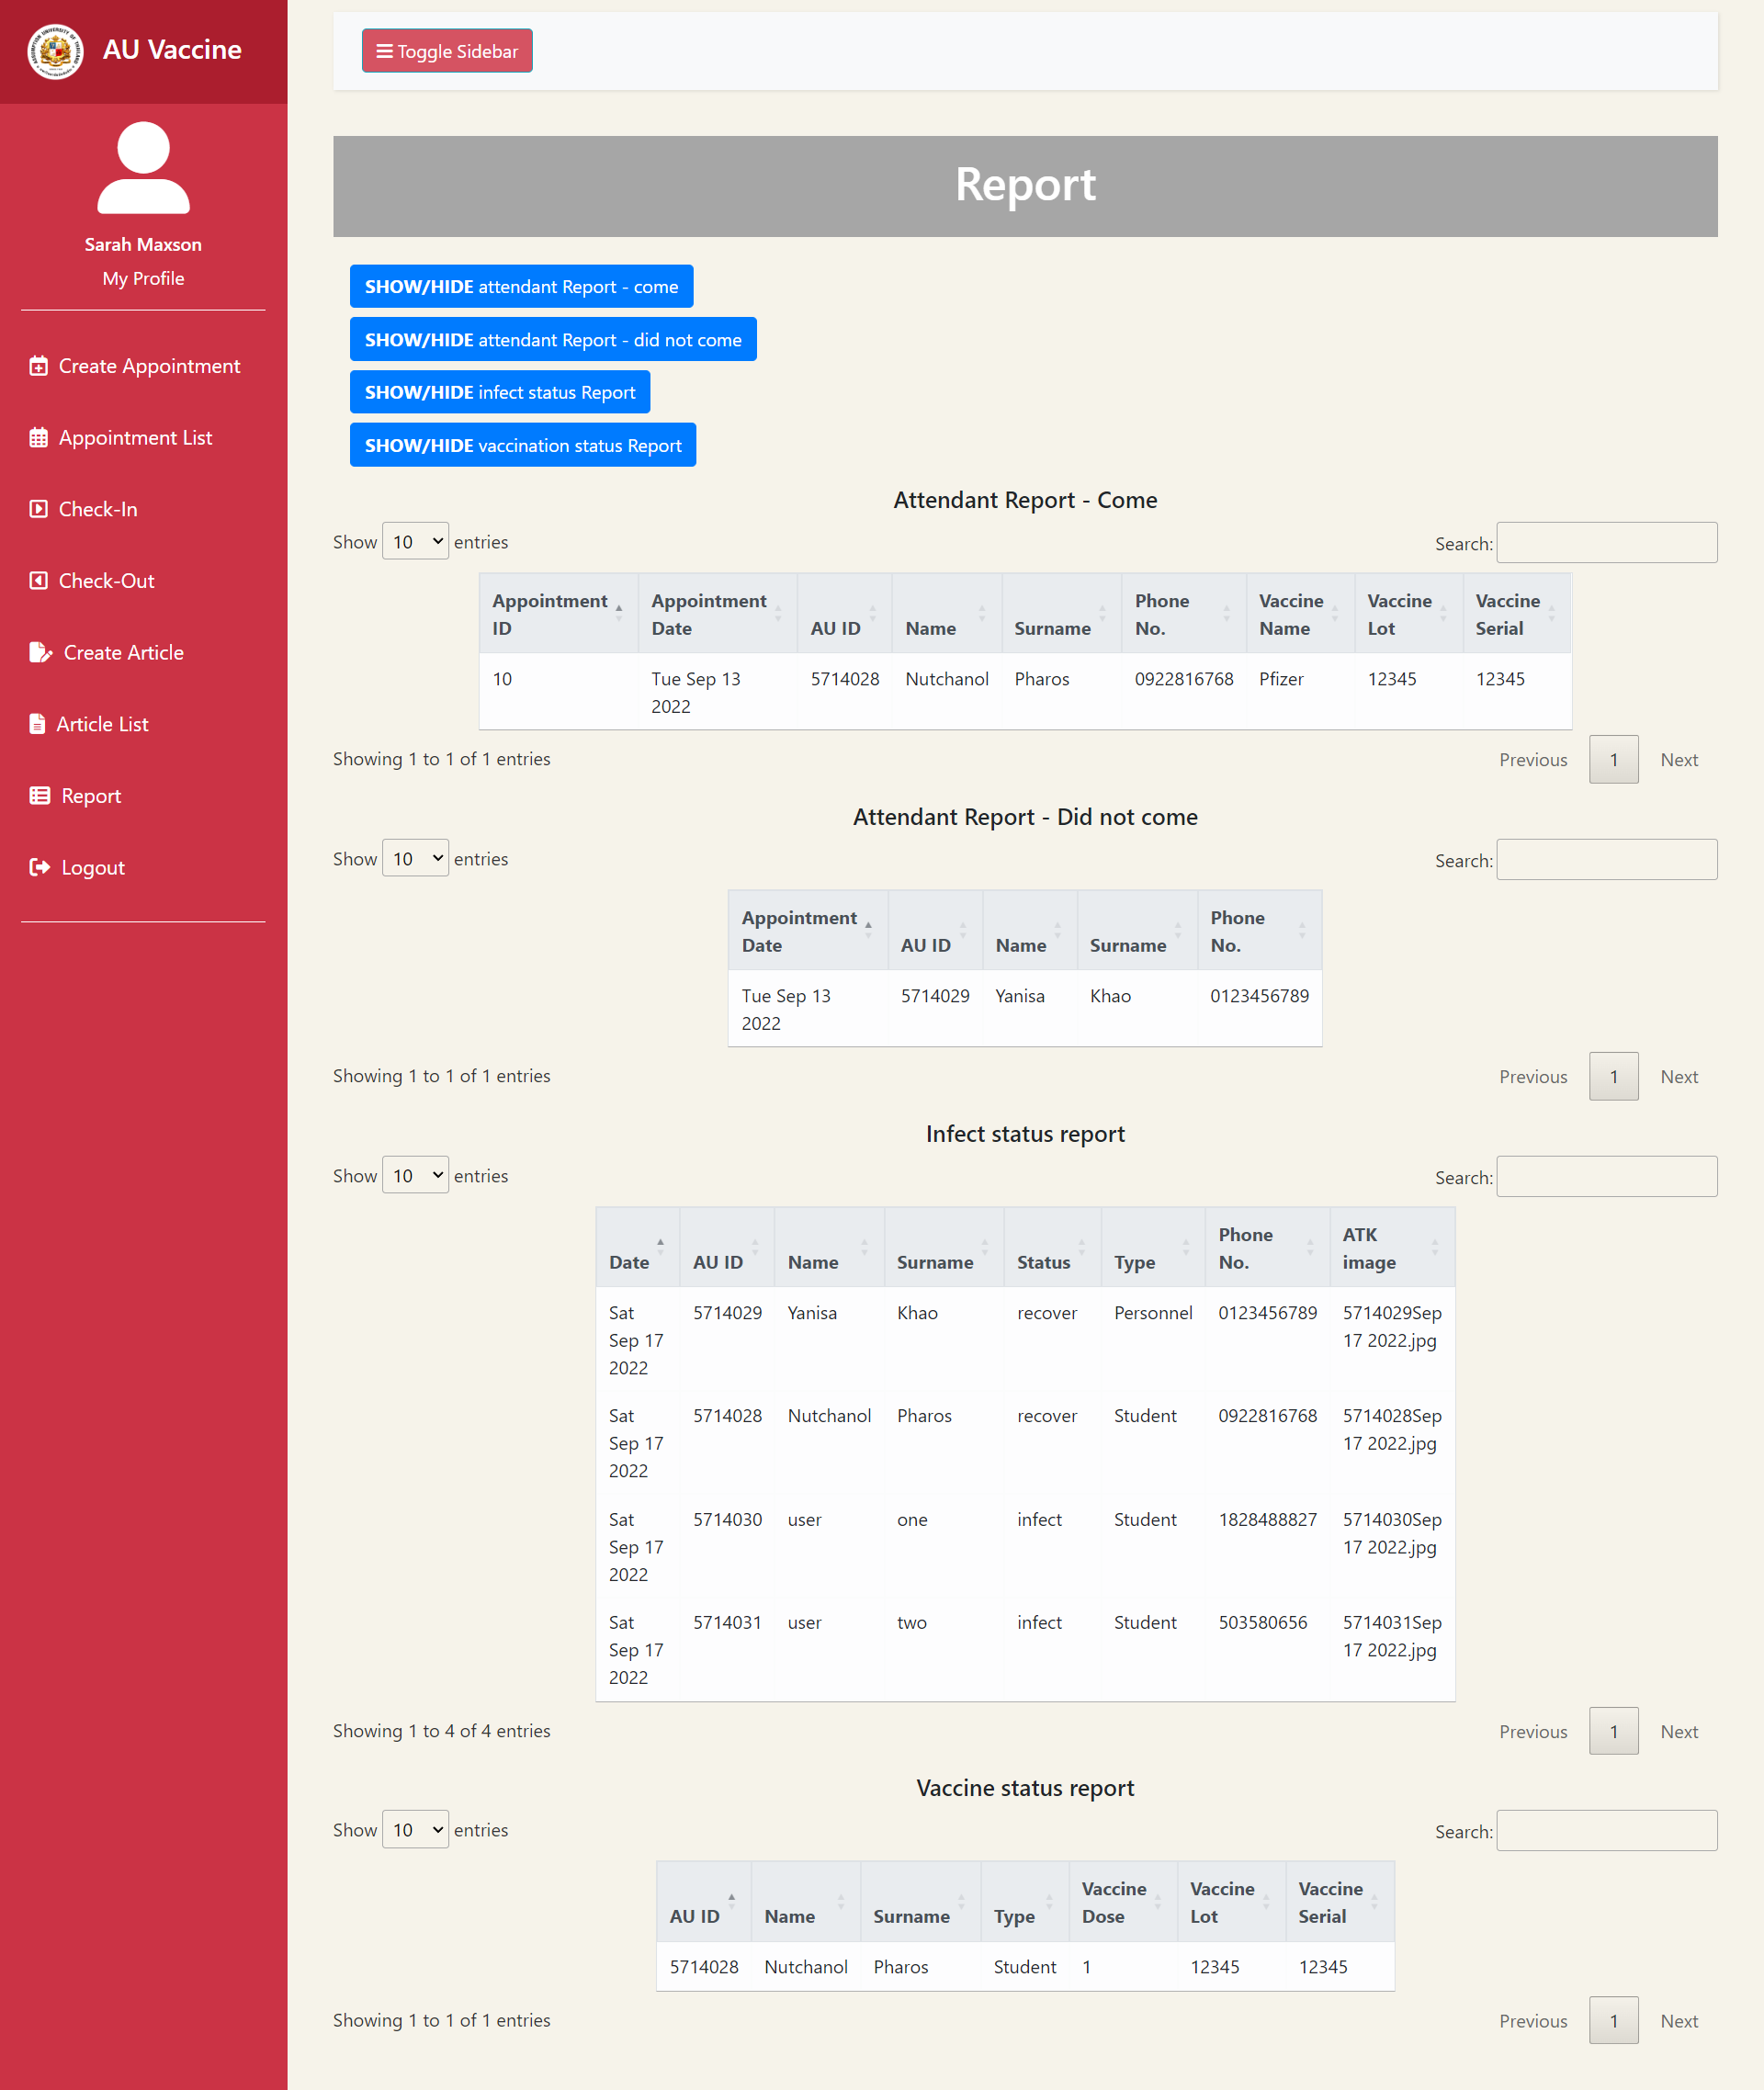 AU Vaccine
Sarah Maxson
My Profile
Create Appointment
Appointment List
Check-In
Check-Out
Create Article
Article List
Report
Logout
Toggle Sidebar
Report
SHOW/HIDE attendant Report - come
SHOW/HIDE attendant Report - did not come
SHOW/HIDE infect status Report
SHOW/HIDE vaccination status Report
Attendant Report - Come
Show 10 entries Search:
Appointment ID Appointment Date AU ID Name Surname Phone No. Vaccine Name Vaccine Lot Vaccine Serial
10 Tue Sep 13 2022 5714028 Nutchanol Pharos 0922816768 Pfizer 12345 12345
Showing 1 to 1 of 1 entries Previous 1 Next
Attendant Report - Did not come
Show 10 entries Search:
Appointment Date AU ID Name Surname Phone No.
Tue Sep 13 2022 5714029 Yanisa Khao 0123456789
Showing 1 to 1 of 1 entries Previous 1 Next
Infect status report
Show 10 entries Search:
Date AU ID Name Surname Status Type Phone No. ATK image
Sat Sep 17 2022 5714029 Yanisa Khao recover Personnel 0123456789 5714029Sep 17 2022.jpg
Sat Sep 17 2022 5714028 Nutchanol Pharos recover Student 0922816768 5714028Sep 17 2022.jpg
Sat Sep 17 2022 5714030 user one infect Student 1828488827 5714030Sep 17 2022.jpg
Sat Sep 17 2022 5714031 user two infect Student 503580656 5714031Sep 17 2022.jpg
Showing 1 to 4 of 4 entries Previous 1 Next
Vaccine status report
Show 10 entries Search:
AU ID Name Surname Type Vaccine Dose Vaccine Lot Vaccine Serial
5714028 Nutchanol Pharos Student 1 12345 12345
Showing 1 to 1 of 1 entries Previous 1 Next